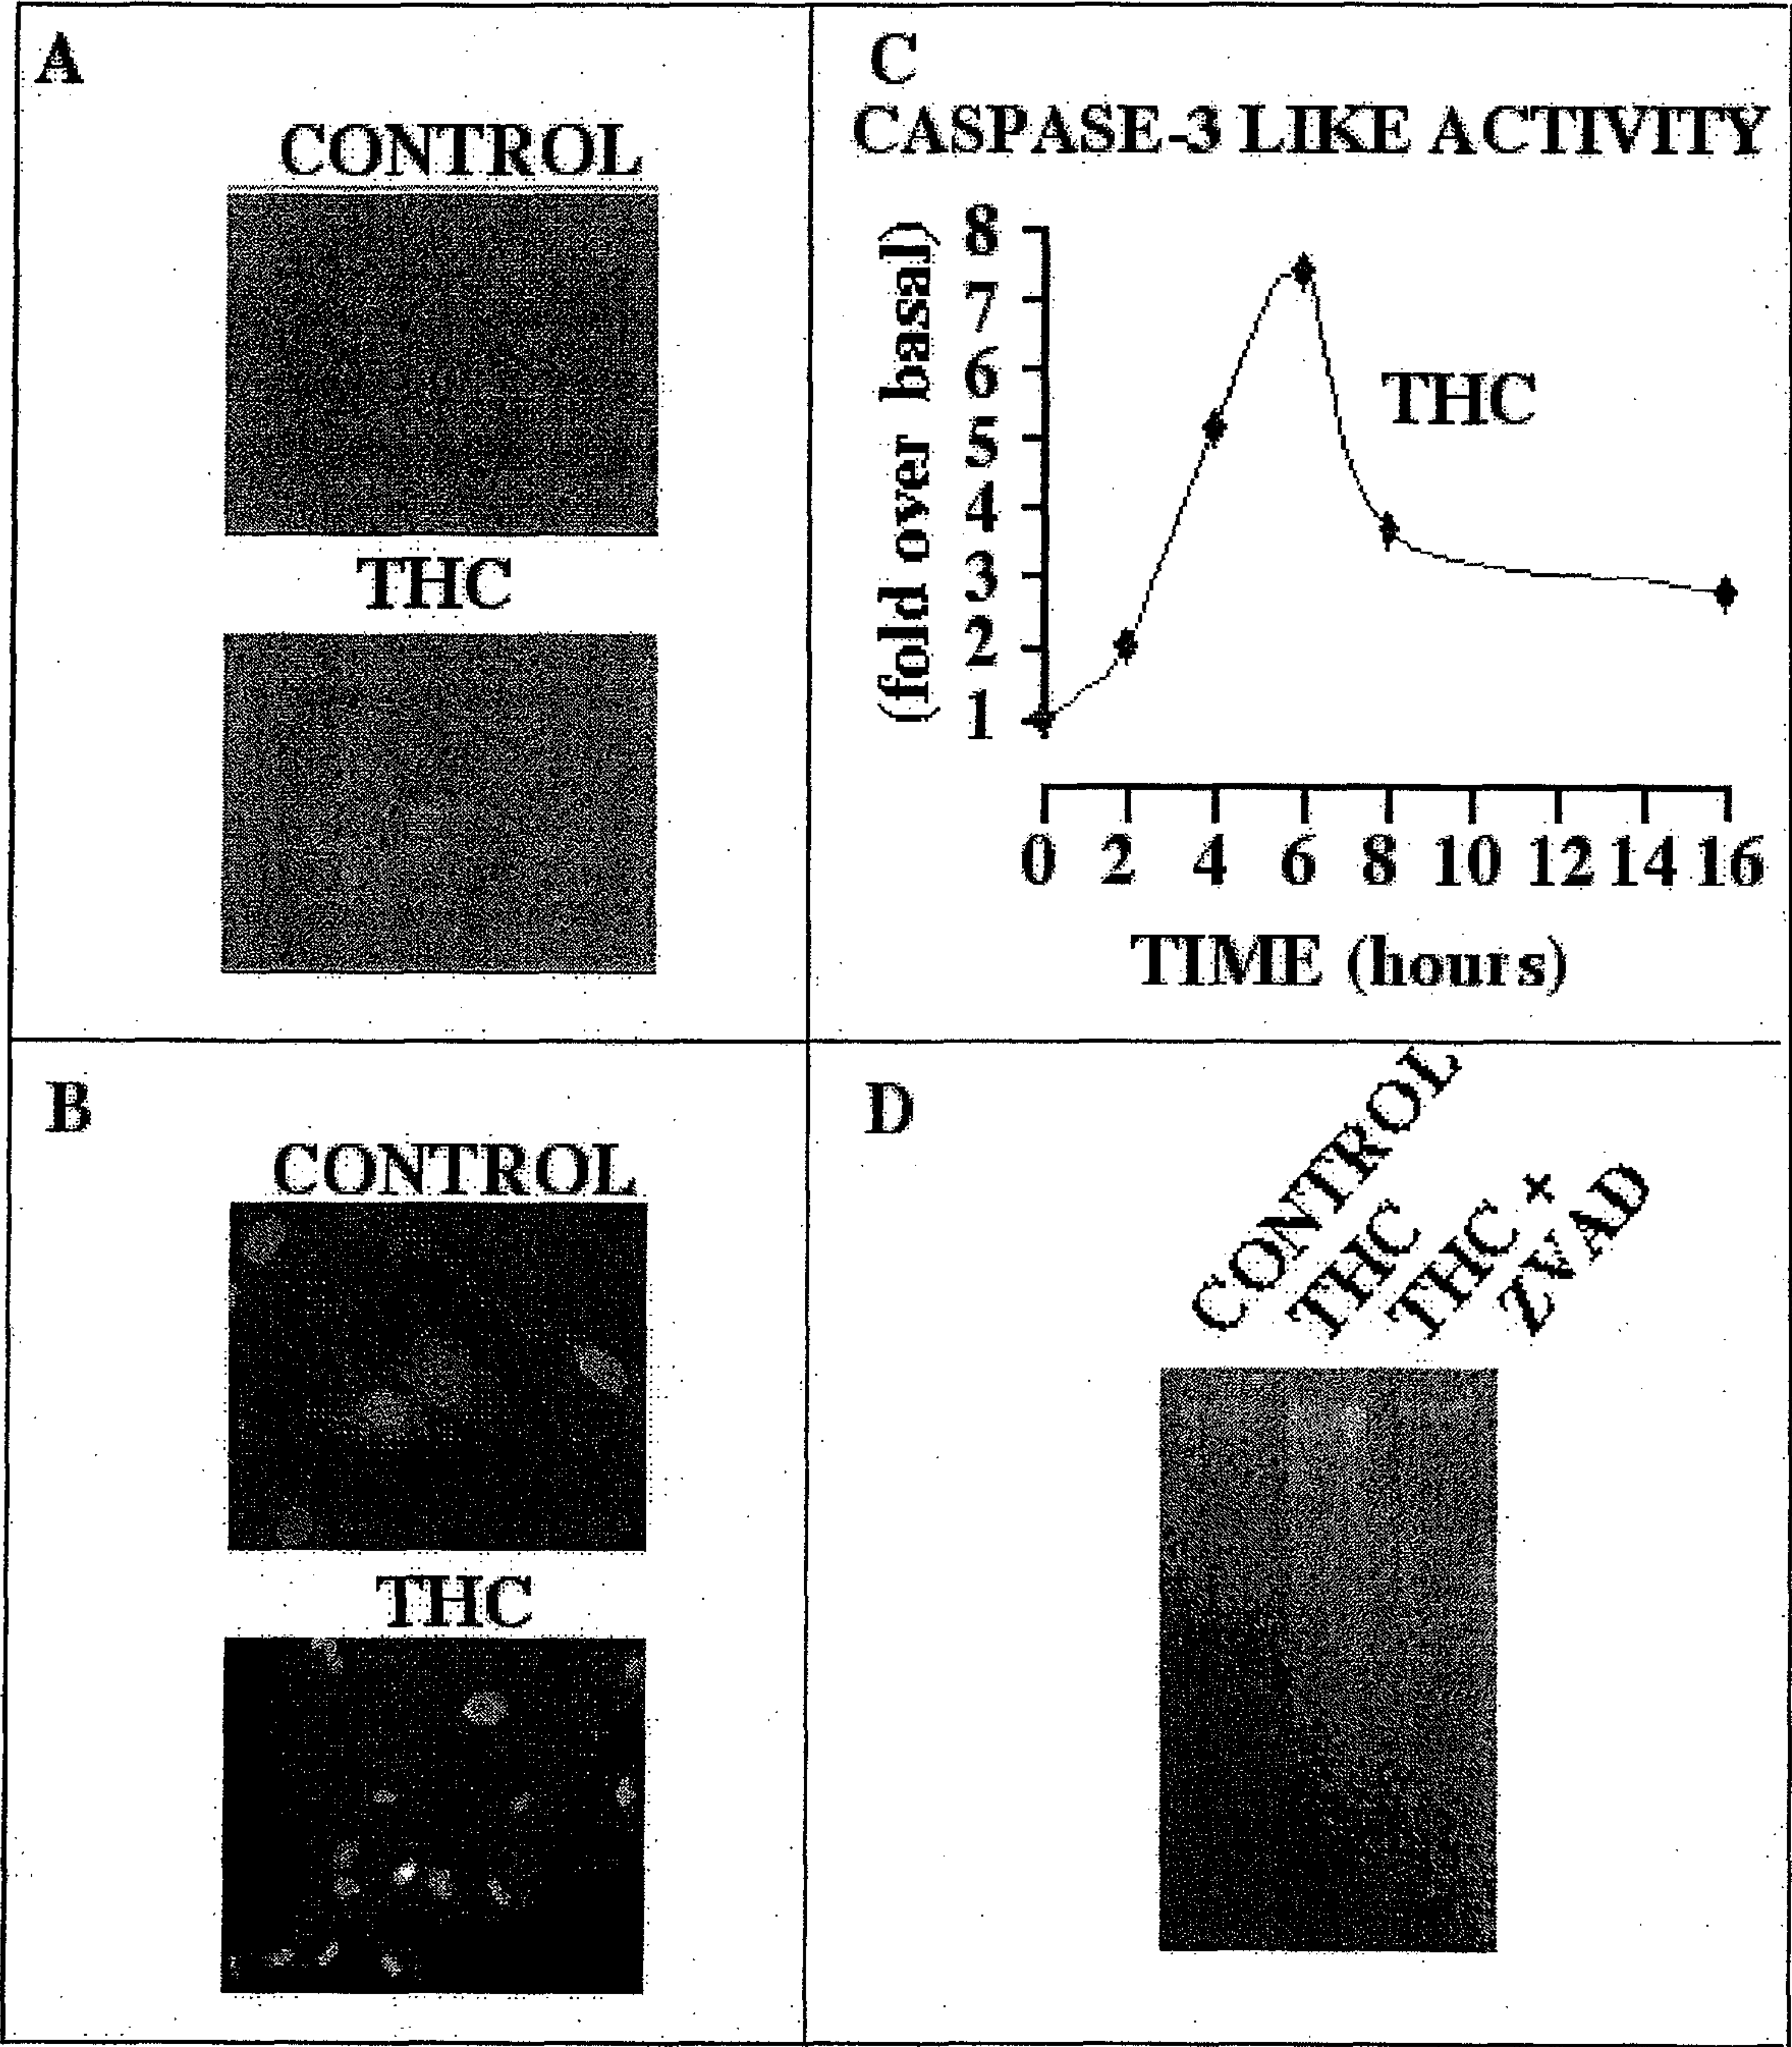 A
CONTROL
THC
B
CONTROL
THC
C
CASPASE-3 LIKE ACTIVITY
(fold over basal)
8
7
6
5
4
3
2
1
THC
0 2 4 6 8 10 12 14 16
TIME (hours)
D
CONTROL
THC
THC +
ZVAD